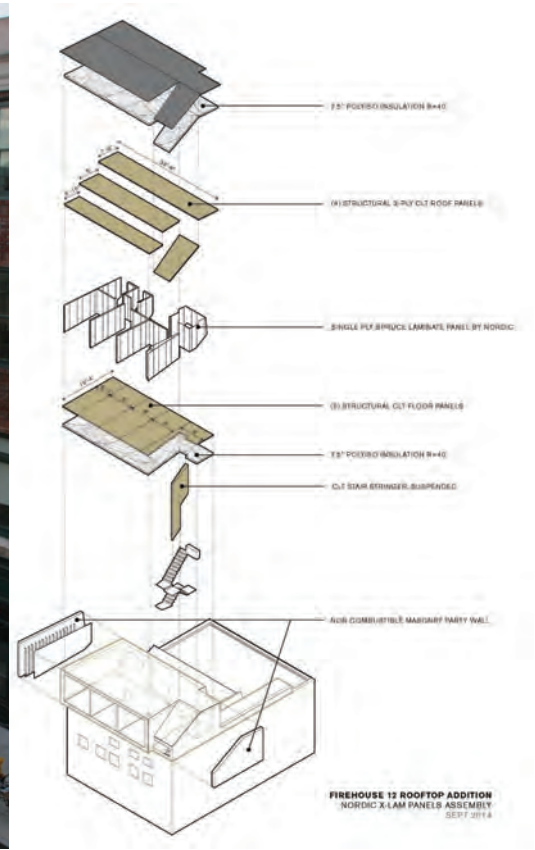 7.5" POLYISO INSULATION R=40
(4) STRUCTURAL 3-PLY CLT ROOF PANELS
SINGLE PLY SPRUCE LAMINATE PANEL BY NORDIC
(5) STRUCTURAL CLT FLOOR PANELS
7.5" POLYISO INSULATION R=40
CLT STAIR STRINGER, SUSPENDED
NON COMBUSTIBLE MASONRY PARTY WALL
FIREHOUSE 12 ROOFTOP ADDITION
NORDIC X-LAM PANELS ASSEMBLY
SEPT 2014